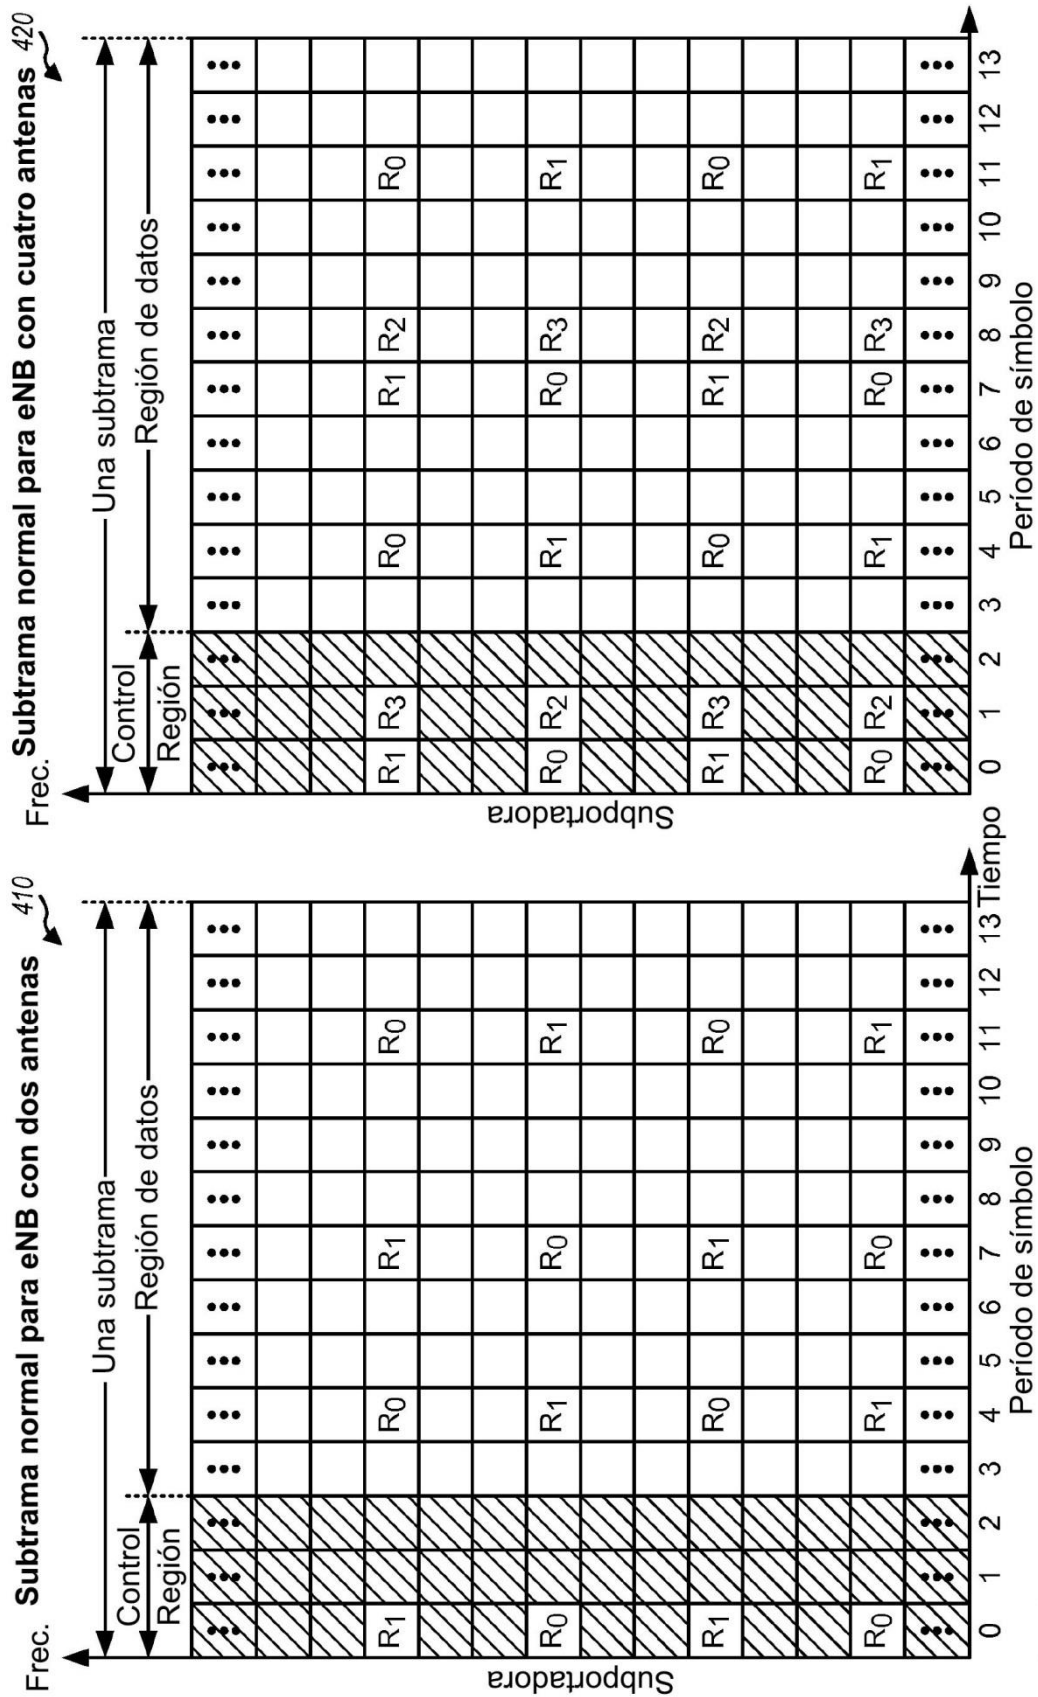 Subtrama normal para eNB con dos antenas 410
Frec.
Una subtrama
Control
Región
Región de datos
Subportadora
••• ••• ••• ••• ••• ••• ••• ••• ••• ••• ••• ••• ••• •••
R1 R0 R1 R0
R0 R1 R0 R1
R1 R0 R1 R0
R0 R1 R0 R1
••• ••• ••• ••• ••• ••• ••• ••• ••• ••• ••• ••• ••• •••
0 1 2 3 4 5 6 7 8 9 10 11 12 13
Tiempo
Período de símbolo
Subtrama normal para eNB con cuatro antenas 420
Frec.
Una subtrama
Control
Región
Región de datos
Subportadora
••• ••• ••• ••• ••• ••• ••• ••• ••• ••• ••• ••• ••• •••
R1 R3 R0 R1 R2 R0
R0 R2 R1 R0 R3 R1
R1 R3 R0 R1 R2 R0
R0 R2 R1 R0 R3 R1
••• ••• ••• ••• ••• ••• ••• ••• ••• ••• ••• ••• ••• •••
0 1 2 3 4 5 6 7 8 9 10 11 12 13
Período de símbolo